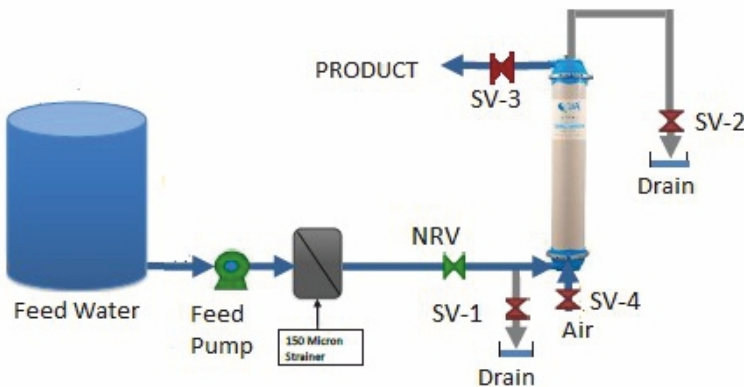 PRODUCT
SV-3
SV-2
Drain
NRV
Feed Water
Feed
Pump
150 Micron
Strainer
SV-1
SV-4
Air
Drain